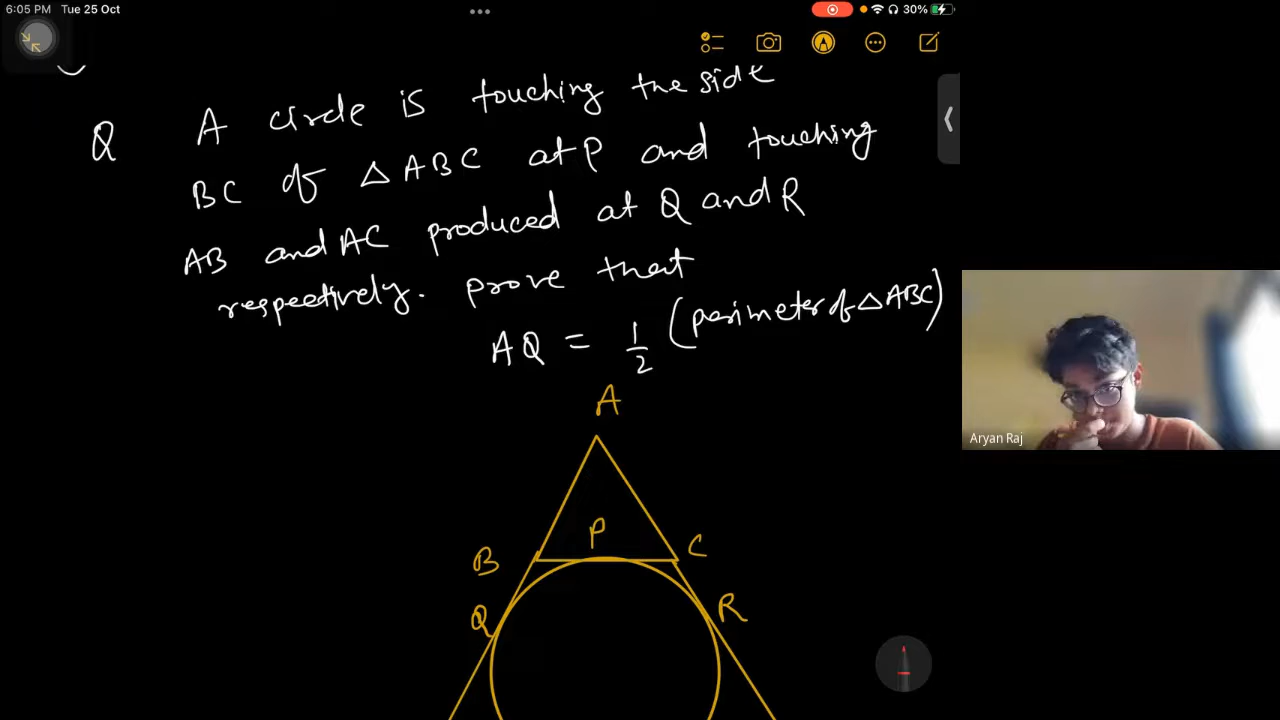 6:05 PM Tue 25 Oct
30%
Q A circle is touching the side
BC of △ABC at P and touching
AB and AC produced at Q and R
respectively. prove that
AQ = 1/2 (perimeter of △ABC)
A
P
B
C
Q
R
Aryan Raj